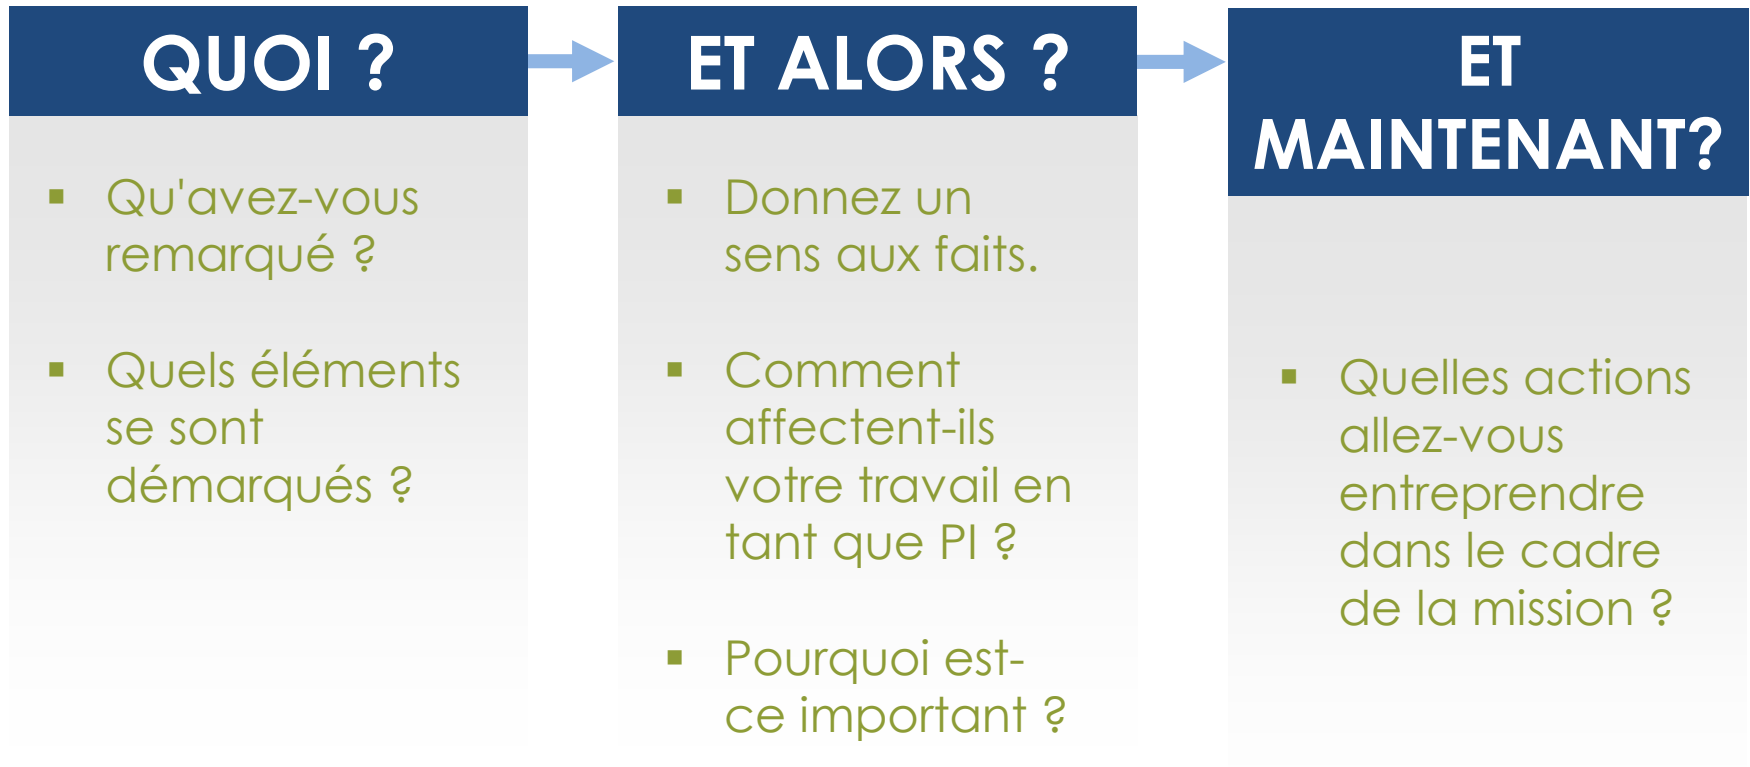 QUOI ?
▪ Qu'avez-vous
remarqué ?
▪ Quels éléments
se sont
démarqués ?
ET ALORS ?
▪ Donnez un
sens aux faits.
▪ Comment
affectent-ils
votre travail en
tant que PI ?
▪ Pourquoi est-
ce important ?
ET
MAINTENANT?
▪ Quelles actions
allez-vous
entreprendre
dans le cadre
de la mission ?